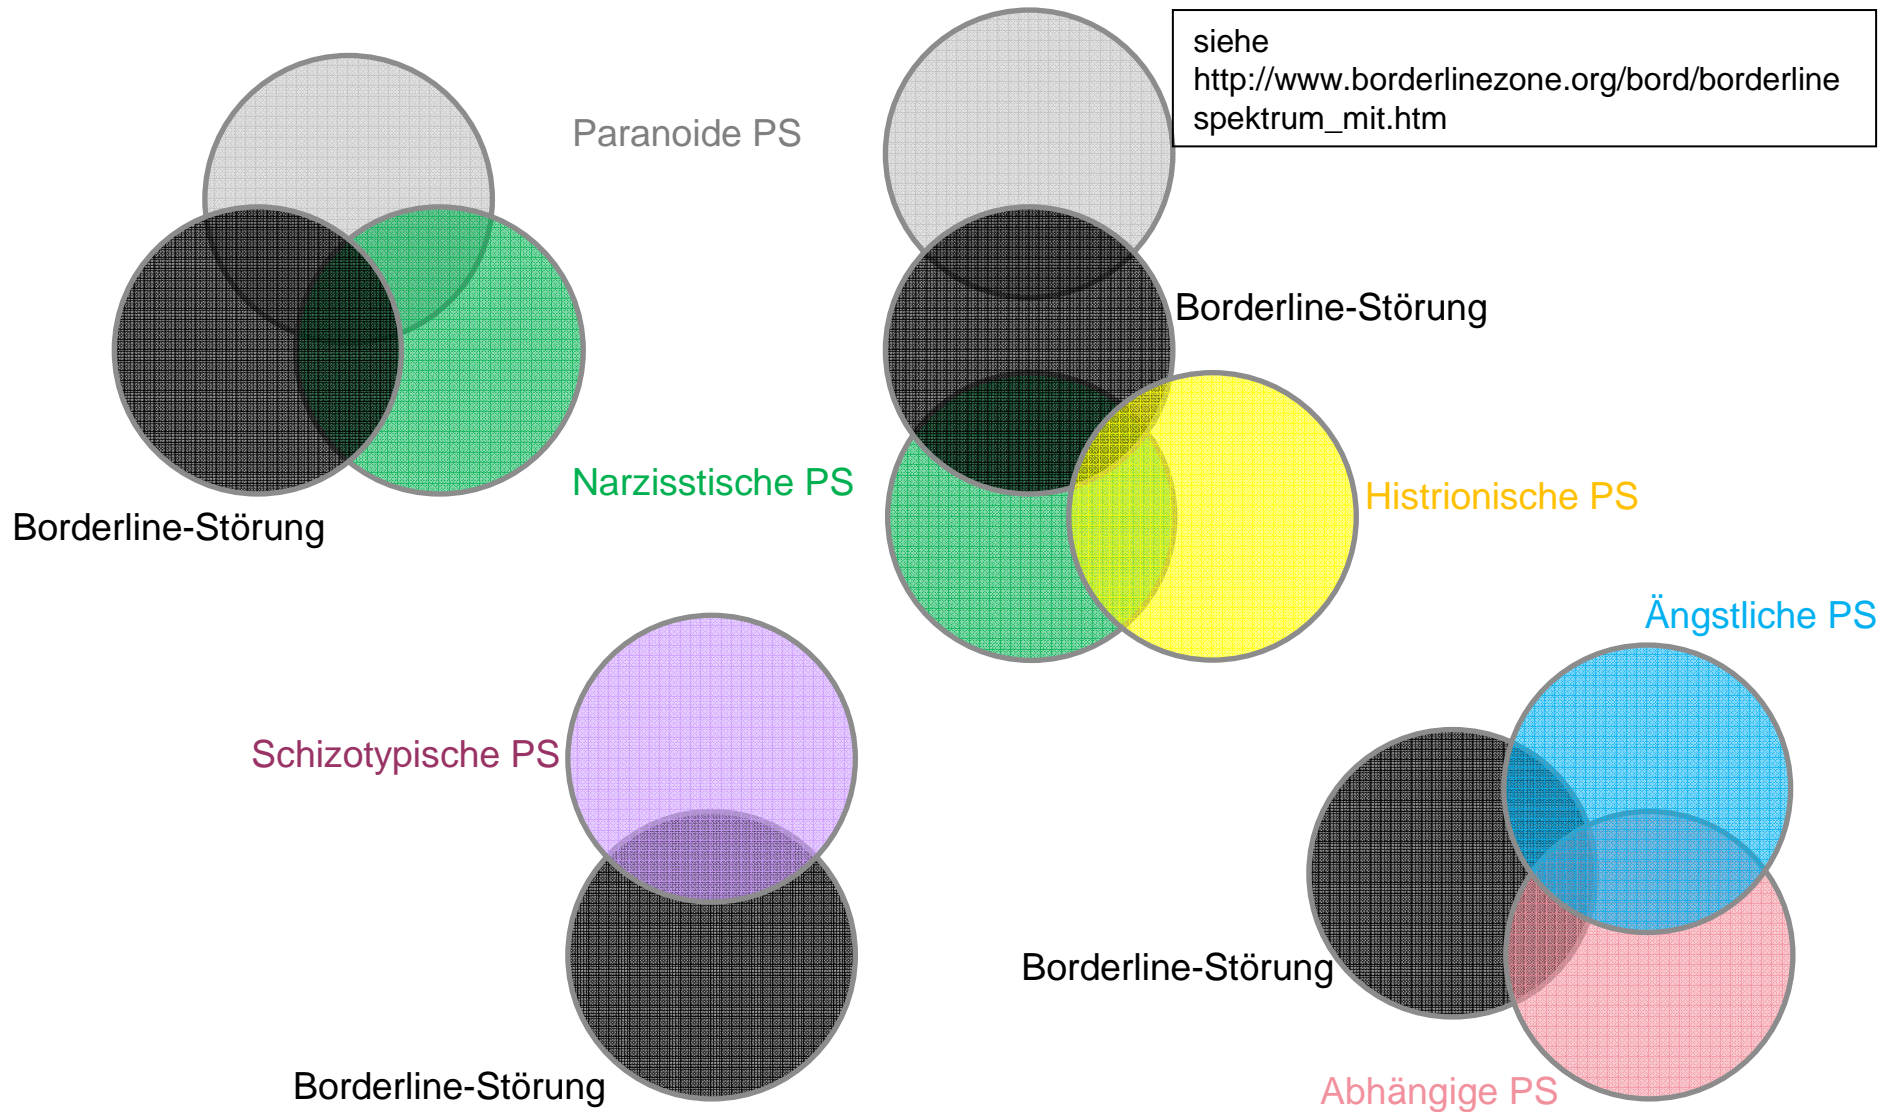 siehe
http://www.borderlinezone.org/bord/borderline
spektrum_mit.htm
Paranoide PS
Borderline-Störung
Narzisstische PS
Histrionische PS
Borderline-Störung
Ängstliche PS
Schizotypische PS
Borderline-Störung
Borderline-Störung
Abhängige PS